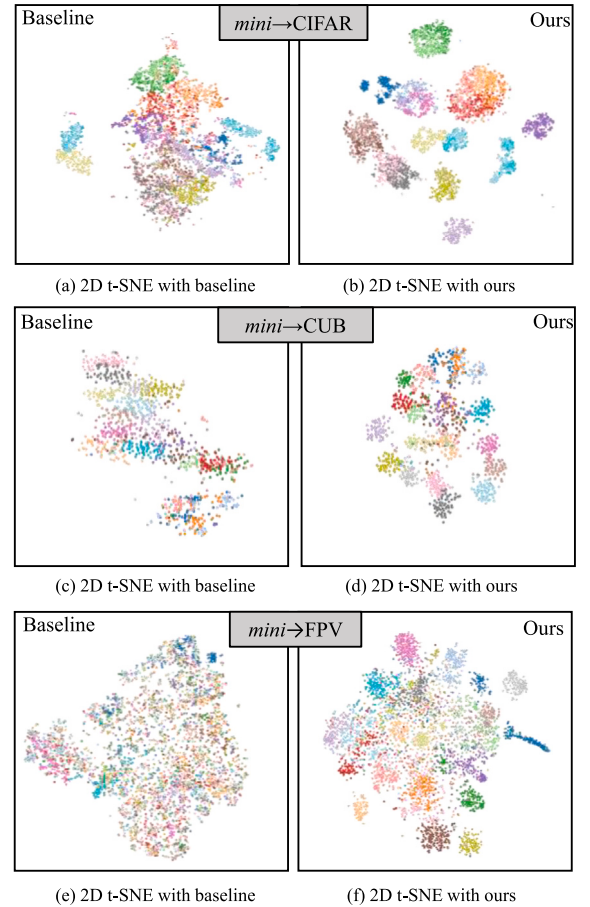 Baseline
mini→CIFAR
Ours
(a) 2D t-SNE with baseline
(b) 2D t-SNE with ours
Baseline
mini→CUB
Ours
(c) 2D t-SNE with baseline
(d) 2D t-SNE with ours
Baseline
mini→FPV
Ours
(e) 2D t-SNE with baseline
(f) 2D t-SNE with ours